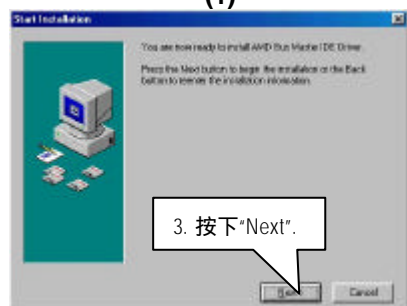 (1)
Start Installation
You are now ready to install AMD Bus Master IDE Driver.
Press the Next button to begin the installation or the Back
button to reenter the installation information.
3. 按下“Next”.
Next
Cancel